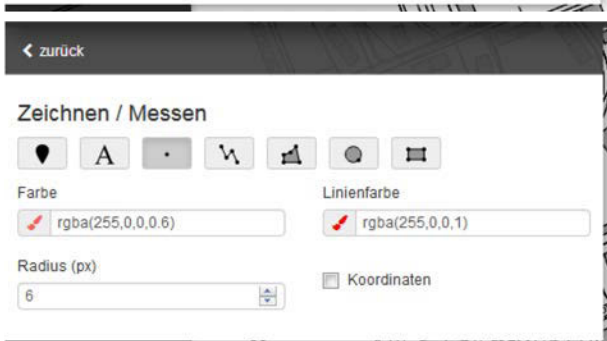 zurück
Zeichnen / Messen
A
Farbe Linienfarbe
rgba(255,0,0,0.6) rgba(255,0,0,1)
Radius (px)
6 Koordinaten